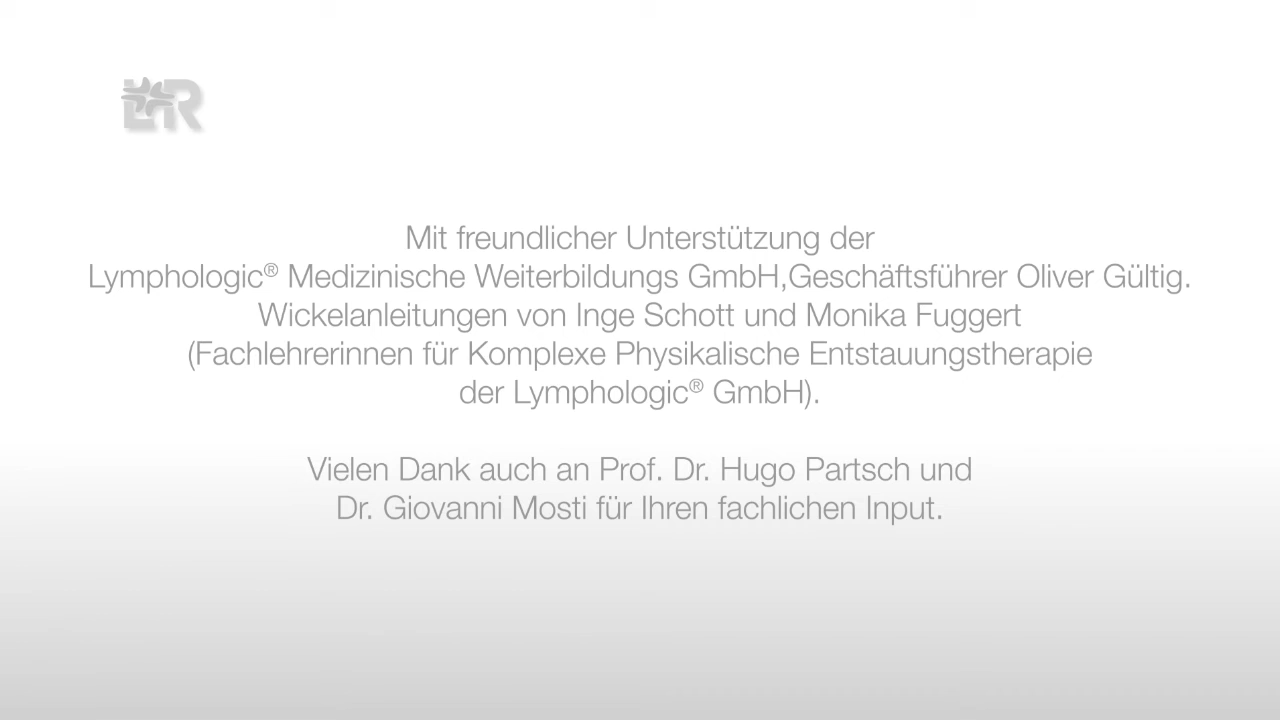 L&R
Mit freundlicher Unterstützung der
Lymphologic® Medizinische Weiterbildungs GmbH,Geschäftsführer Oliver Gültig.
Wickelanleitungen von Inge Schott und Monika Fuggert
(Fachlehrerinnen für Komplexe Physikalische Entstauungstherapie
der Lymphologic® GmbH).
Vielen Dank auch an Prof. Dr. Hugo Partsch und
Dr. Giovanni Mosti für Ihren fachlichen Input.